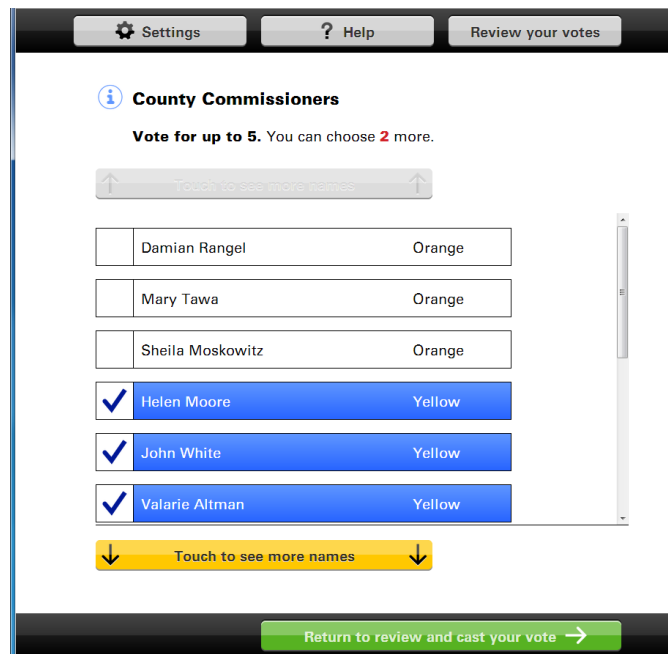 Settings ? Help Review your votes
i County Commissioners
Vote for up to 5. You can choose 2 more.
Touch to see more names
Damian Rangel Orange
Mary Tawa Orange
Sheila Moskowitz Orange
Helen Moore Yellow
John White Yellow
Valarie Altman Yellow
Touch to see more names
Return to review and cast your vote